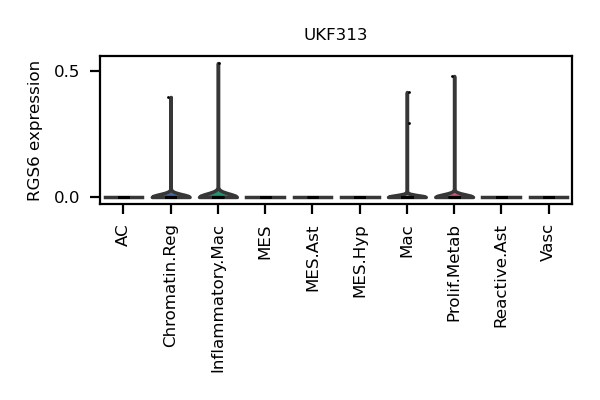 UKF313
RGS6 expression
0.5
0.0
AC
Chromatin.Reg
Inflammatory.Mac
MES
MES.Ast
MES.Hyp
Mac
Prolif.Metab
Reactive.Ast
Vasc